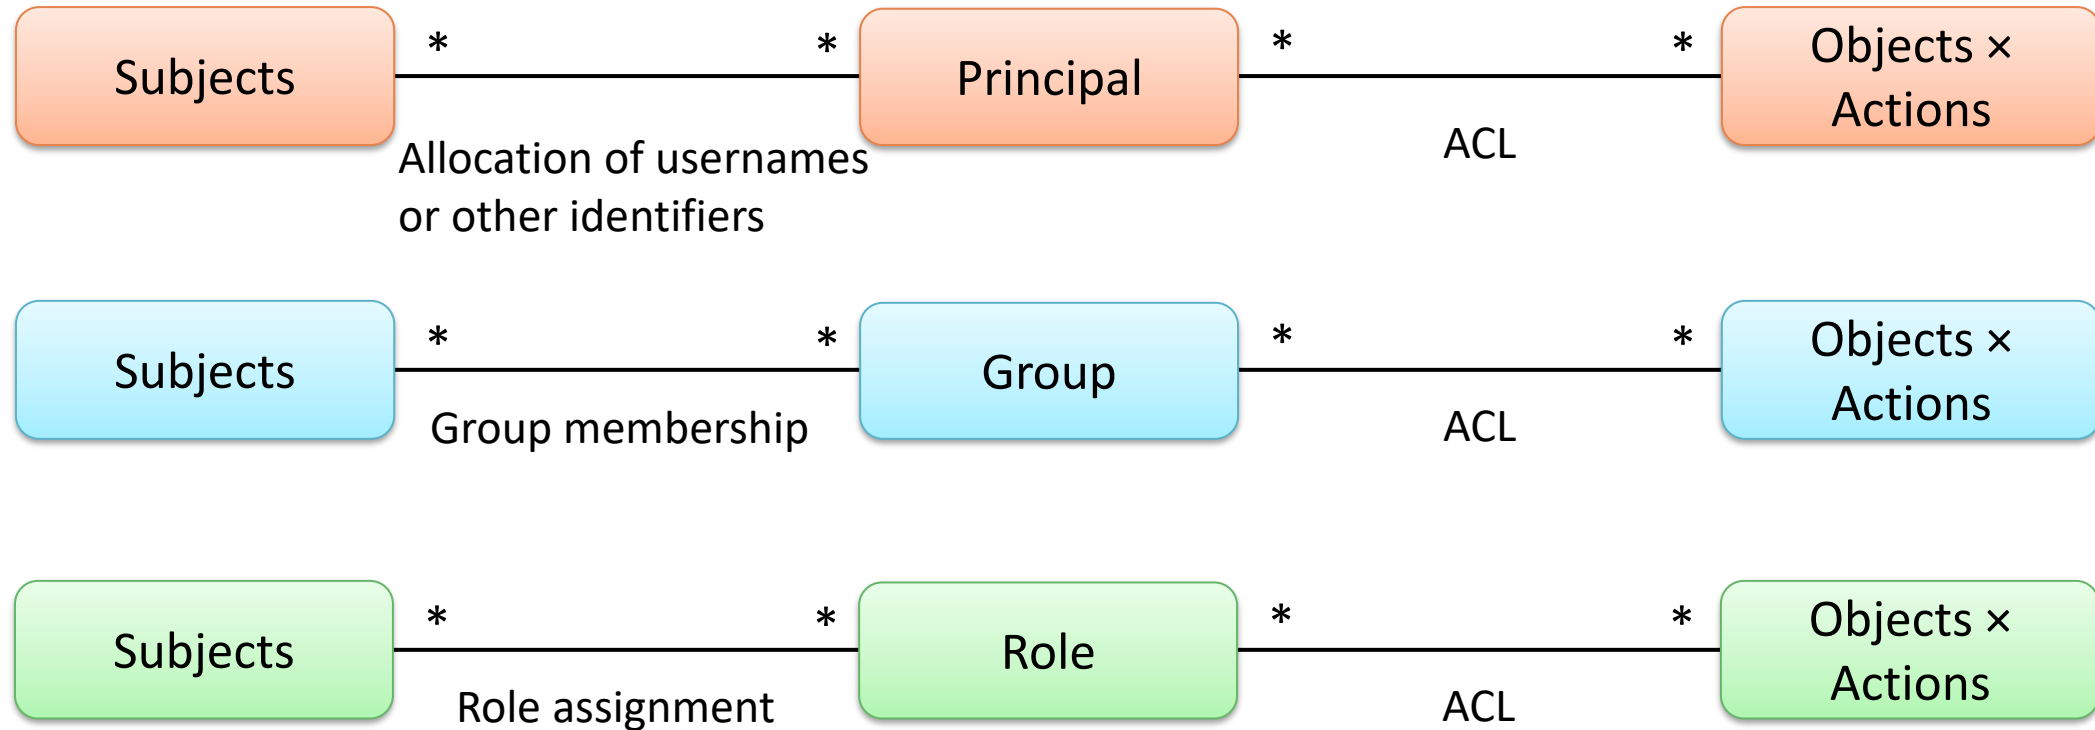 Subjects
* *
Principal
* *
Objects ×
Actions
Allocation of usernames
or other identifiers
ACL
Subjects
* *
Group
* *
Objects ×
Actions
Group membership
ACL
Subjects
* *
Role
* *
Objects ×
Actions
Role assignment
ACL